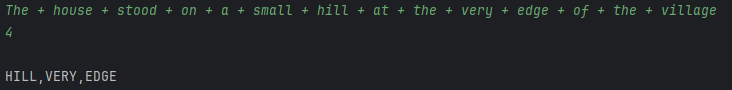 The + house + stood + on + a + small + hill + at + the + very + edge + of + the + village
4
HILL,VERY,EDGE